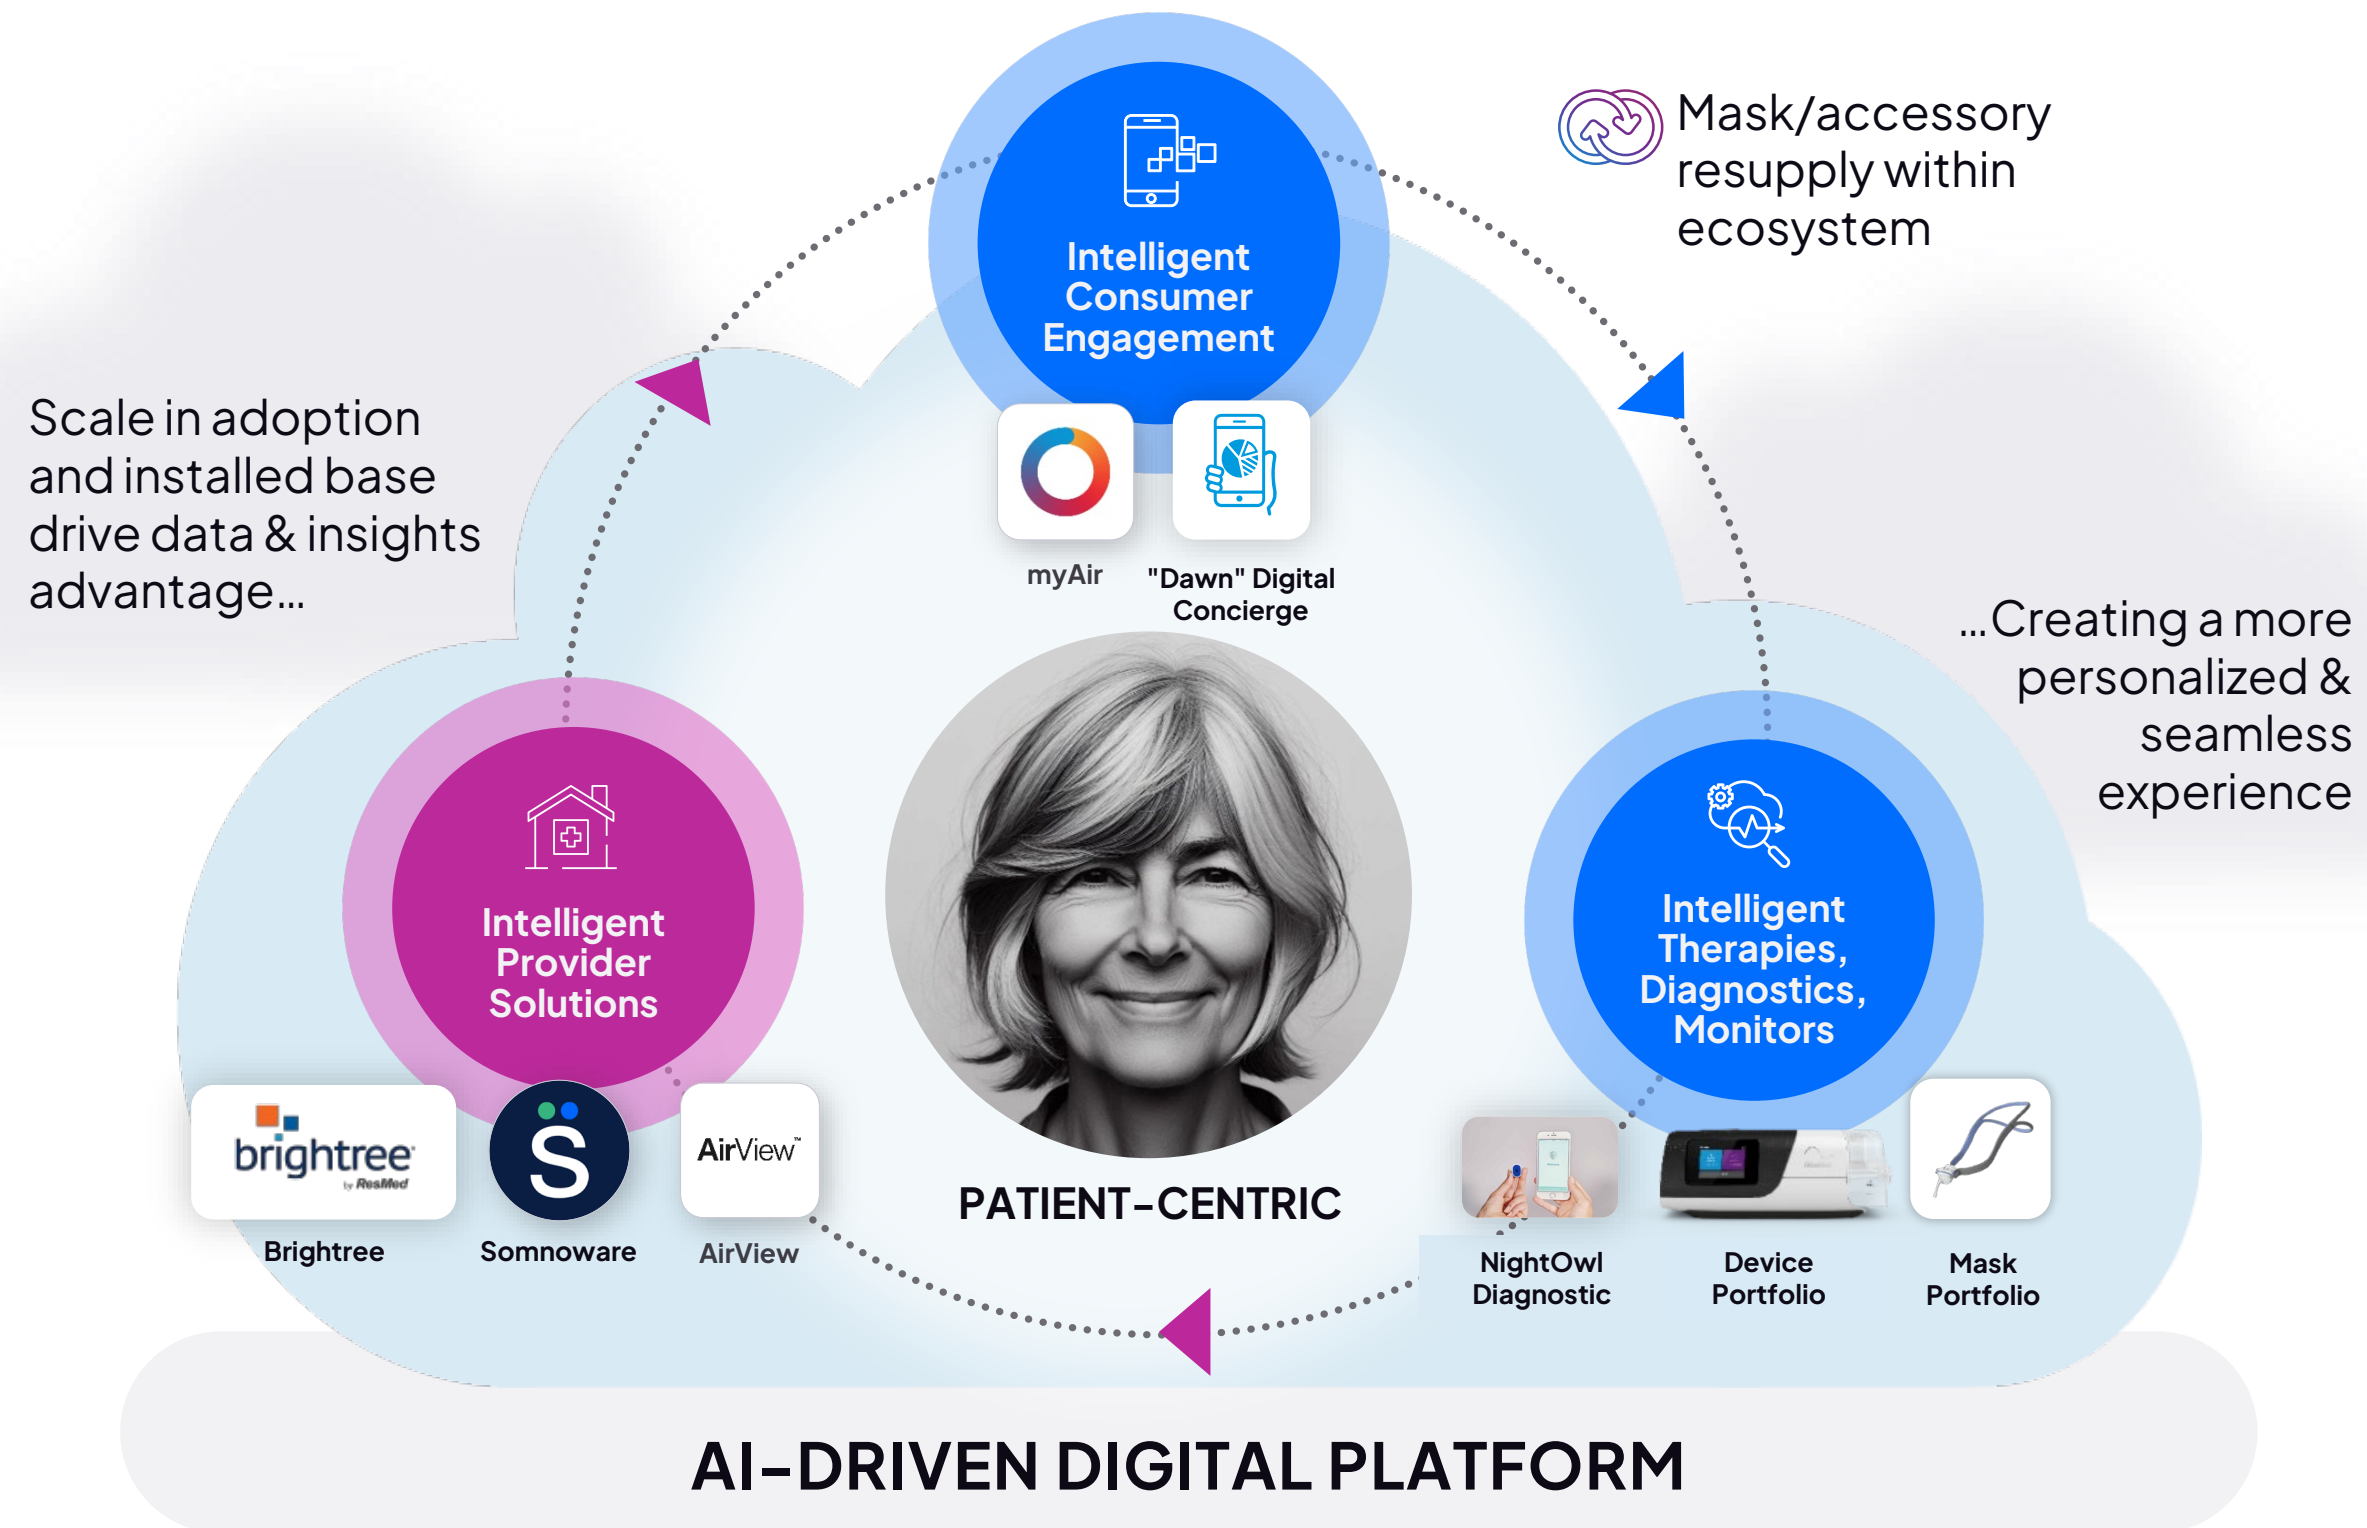 Mask/accessory
resupply within
ecosystem
Intelligent
Consumer
Engagement
Scale in adoption
and installed base
drive data & insights
advantage...
myAir
"Dawn" Digital
Concierge
...Creating a more
personalized &
seamless
experience
Intelligent
Provider
Solutions
Intelligent
Therapies,
Diagnostics,
Monitors
brightree
by ResMed
S
AirView™
Brightree
Somnoware
AirView
PATIENT-CENTRIC
NightOwl
Diagnostic
Device
Portfolio
Mask
Portfolio
AI-DRIVEN DIGITAL PLATFORM